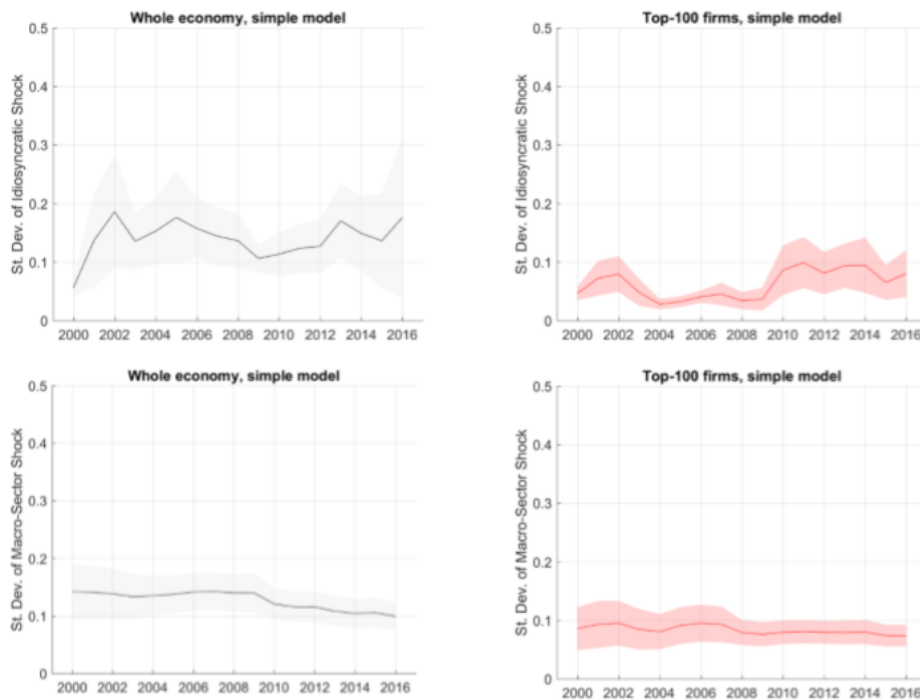 Whole economy, simple model
St. Dev. of Idiosyncratic Shock
0.5
0.4
0.3
0.2
0.1
0
2000 2002 2004 2006 2008 2010 2012 2014 2016
Top-100 firms, simple model
St. Dev. of Idiosyncratic Shock
0.5
0.4
0.3
0.2
0.1
0
2000 2002 2004 2006 2008 2010 2012 2014 2016
Whole economy, simple model
St. Dev. of Macro-Sector Shock
0.5
0.4
0.3
0.2
0.1
0
2000 2002 2004 2006 2008 2010 2012 2014 2016
Top-100 firms, simple model
St. Dev. of Macro-Sector Shock
0.5
0.4
0.3
0.2
0.1
0
2000 2002 2004 2006 2008 2010 2012 2014 2016